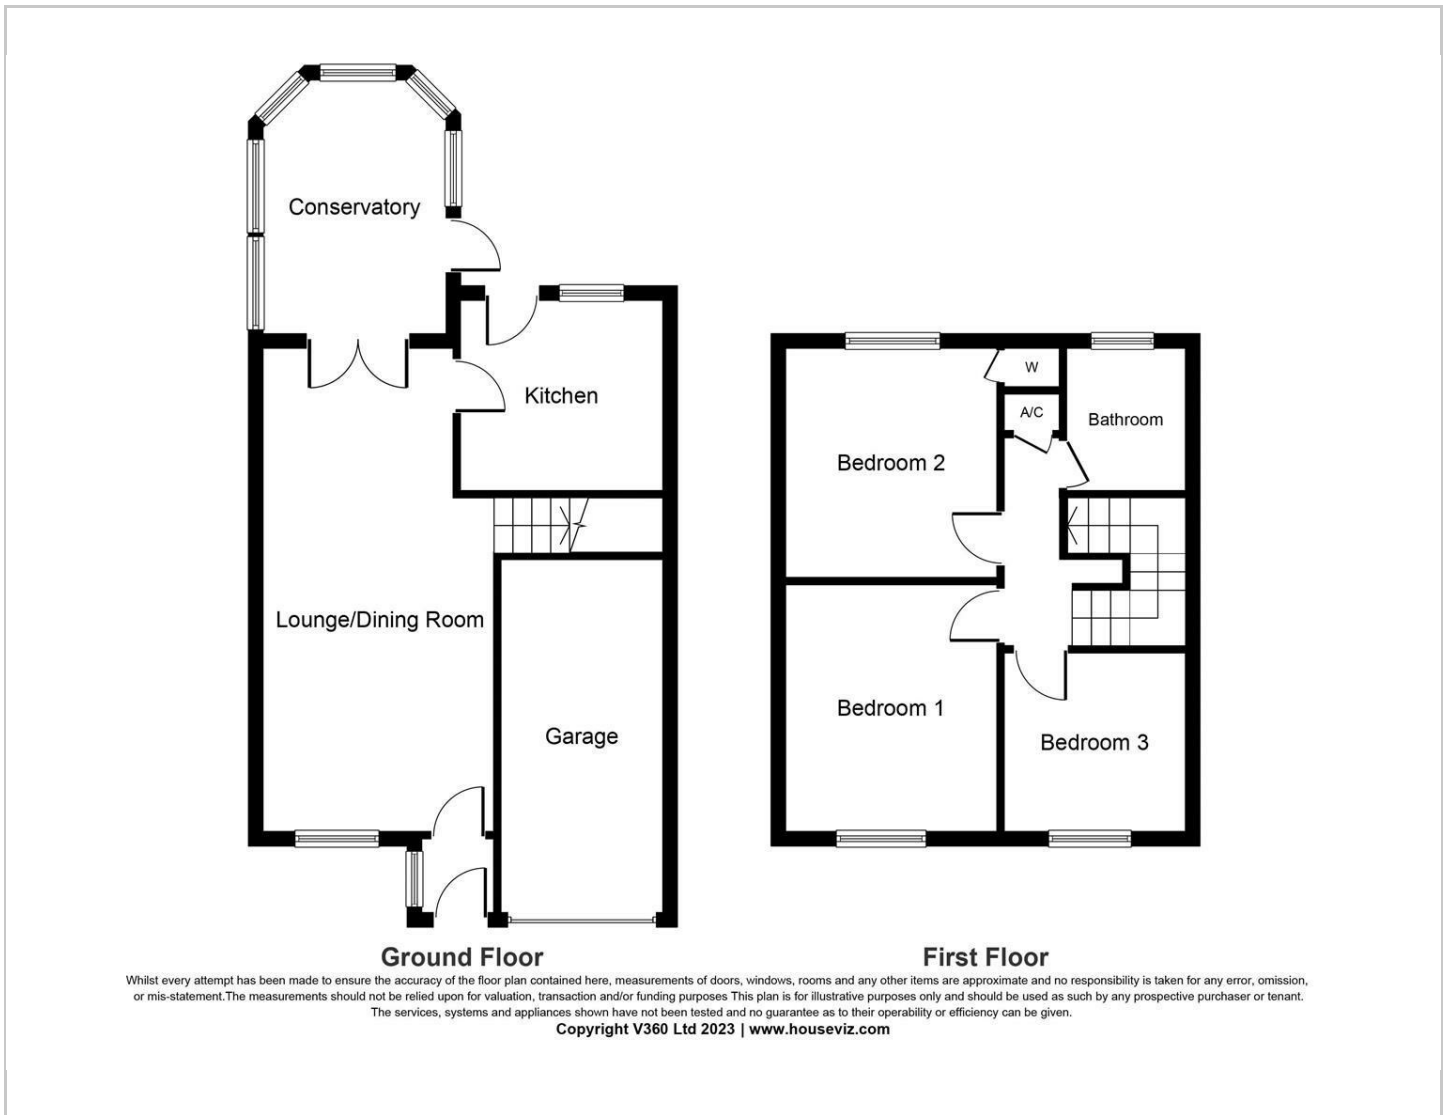 Conservatory
Kitchen
Lounge/Dining Room
Garage
Ground Floor
W
A/C
Bathroom
Bedroom 2
Bedroom 1
Bedroom 3
First Floor
Whilst every attempt has been made to ensure the accuracy of the floor plan contained here, measurements of doors, windows, rooms and any other items are approximate and no responsibility is taken for any error, omission,
or mis-statement.The measurements should not be relied upon for valuation, transaction and/or funding purposes This plan is for illustrative purposes only and should be used as such by any prospective purchaser or tenant.
The services, systems and appliances shown have not been tested and no guarantee as to their operability or efficiency can be given.
Copyright V360 Ltd 2023 | www.houseviz.com